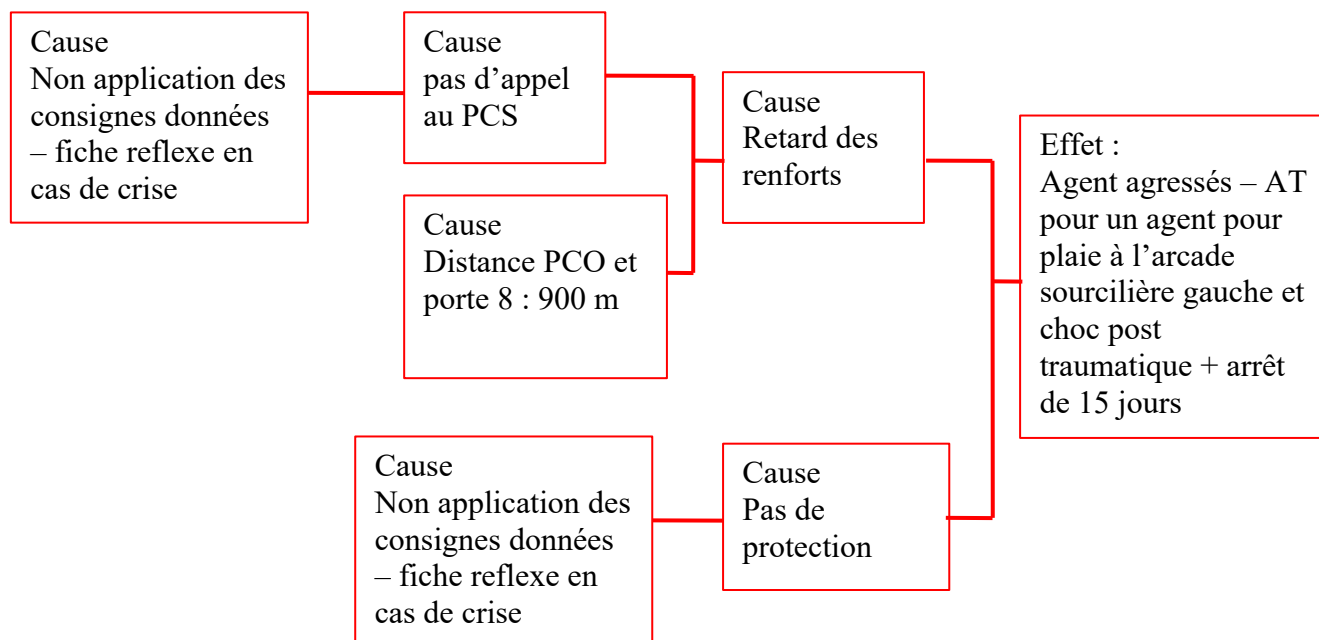 Cause
Non application des
consignes données
– fiche reflexe en
cas de crise
Cause
pas d’appel
au PCS
Cause
Distance PCO et
porte 8 : 900 m
Cause
Retard des
renforts
Effet :
Agent agressés – AT
pour un agent pour
plaie à l’arcade
sourcilière gauche et
choc post
traumatique + arrêt
de 15 jours
Cause
Non application des
consignes données
– fiche reflexe en
cas de crise
Cause
Pas de
protection